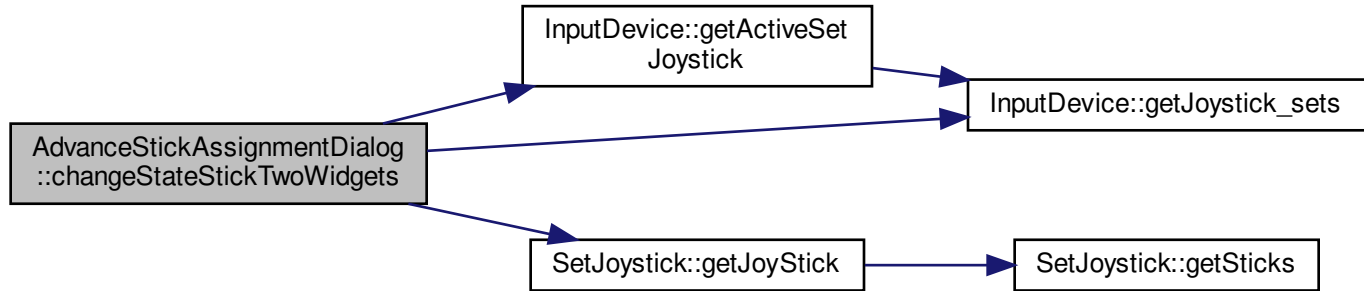 InputDevice::getActiveSet
Joystick
InputDevice::getJoystick_sets
AdvanceStickAssignmentDialog
::changeStateStickTwoWidgets
SetJoystick::getJoyStick
SetJoystick::getSticks